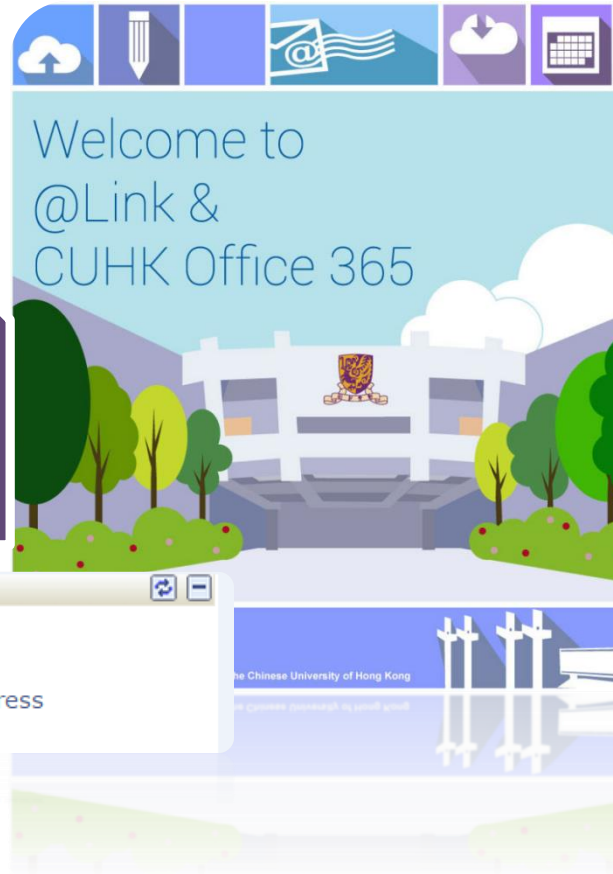 Welcome to
@Link &
CUHK Office 365
he Chinese University of Hong Kong
ress